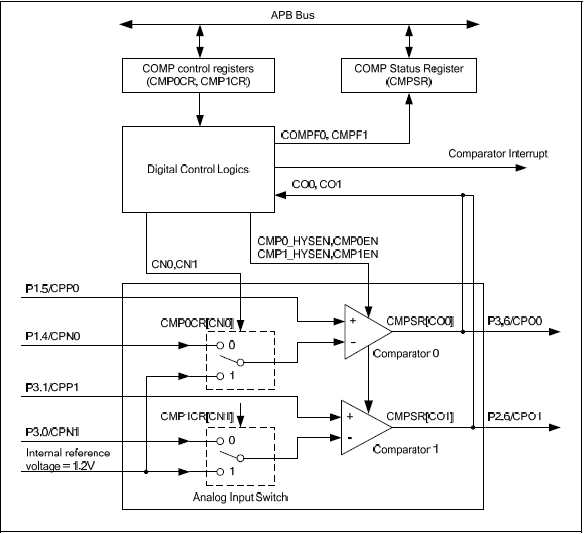 APB Bus
COMP control registers
(CMP0CR, CMP1CR)
COMP Status Register
(CMPSR)
COMPF0, CMPF1
Digital Control Logics
Comparator Interrupt
CO0, CO1
CMP0_HYSEN,CMP0EN
CMP1_HYSEN,CMP1EN
CN0,CN1
P1.5/CPP0
CMP0CR[CN0]
+
CMPSR[CO0]
P3.6/CPO0
P1.4/CPN0
0
-
Comparator 0
1
P3.1/CPP1
CMP1CR[CN1]
+
CMPSR[CO1]
P2.6/CPO1
P3.0/CPN1
0
-
Comparator 1
Internal reference
voltage = 1.2V
1
Analog Input Switch